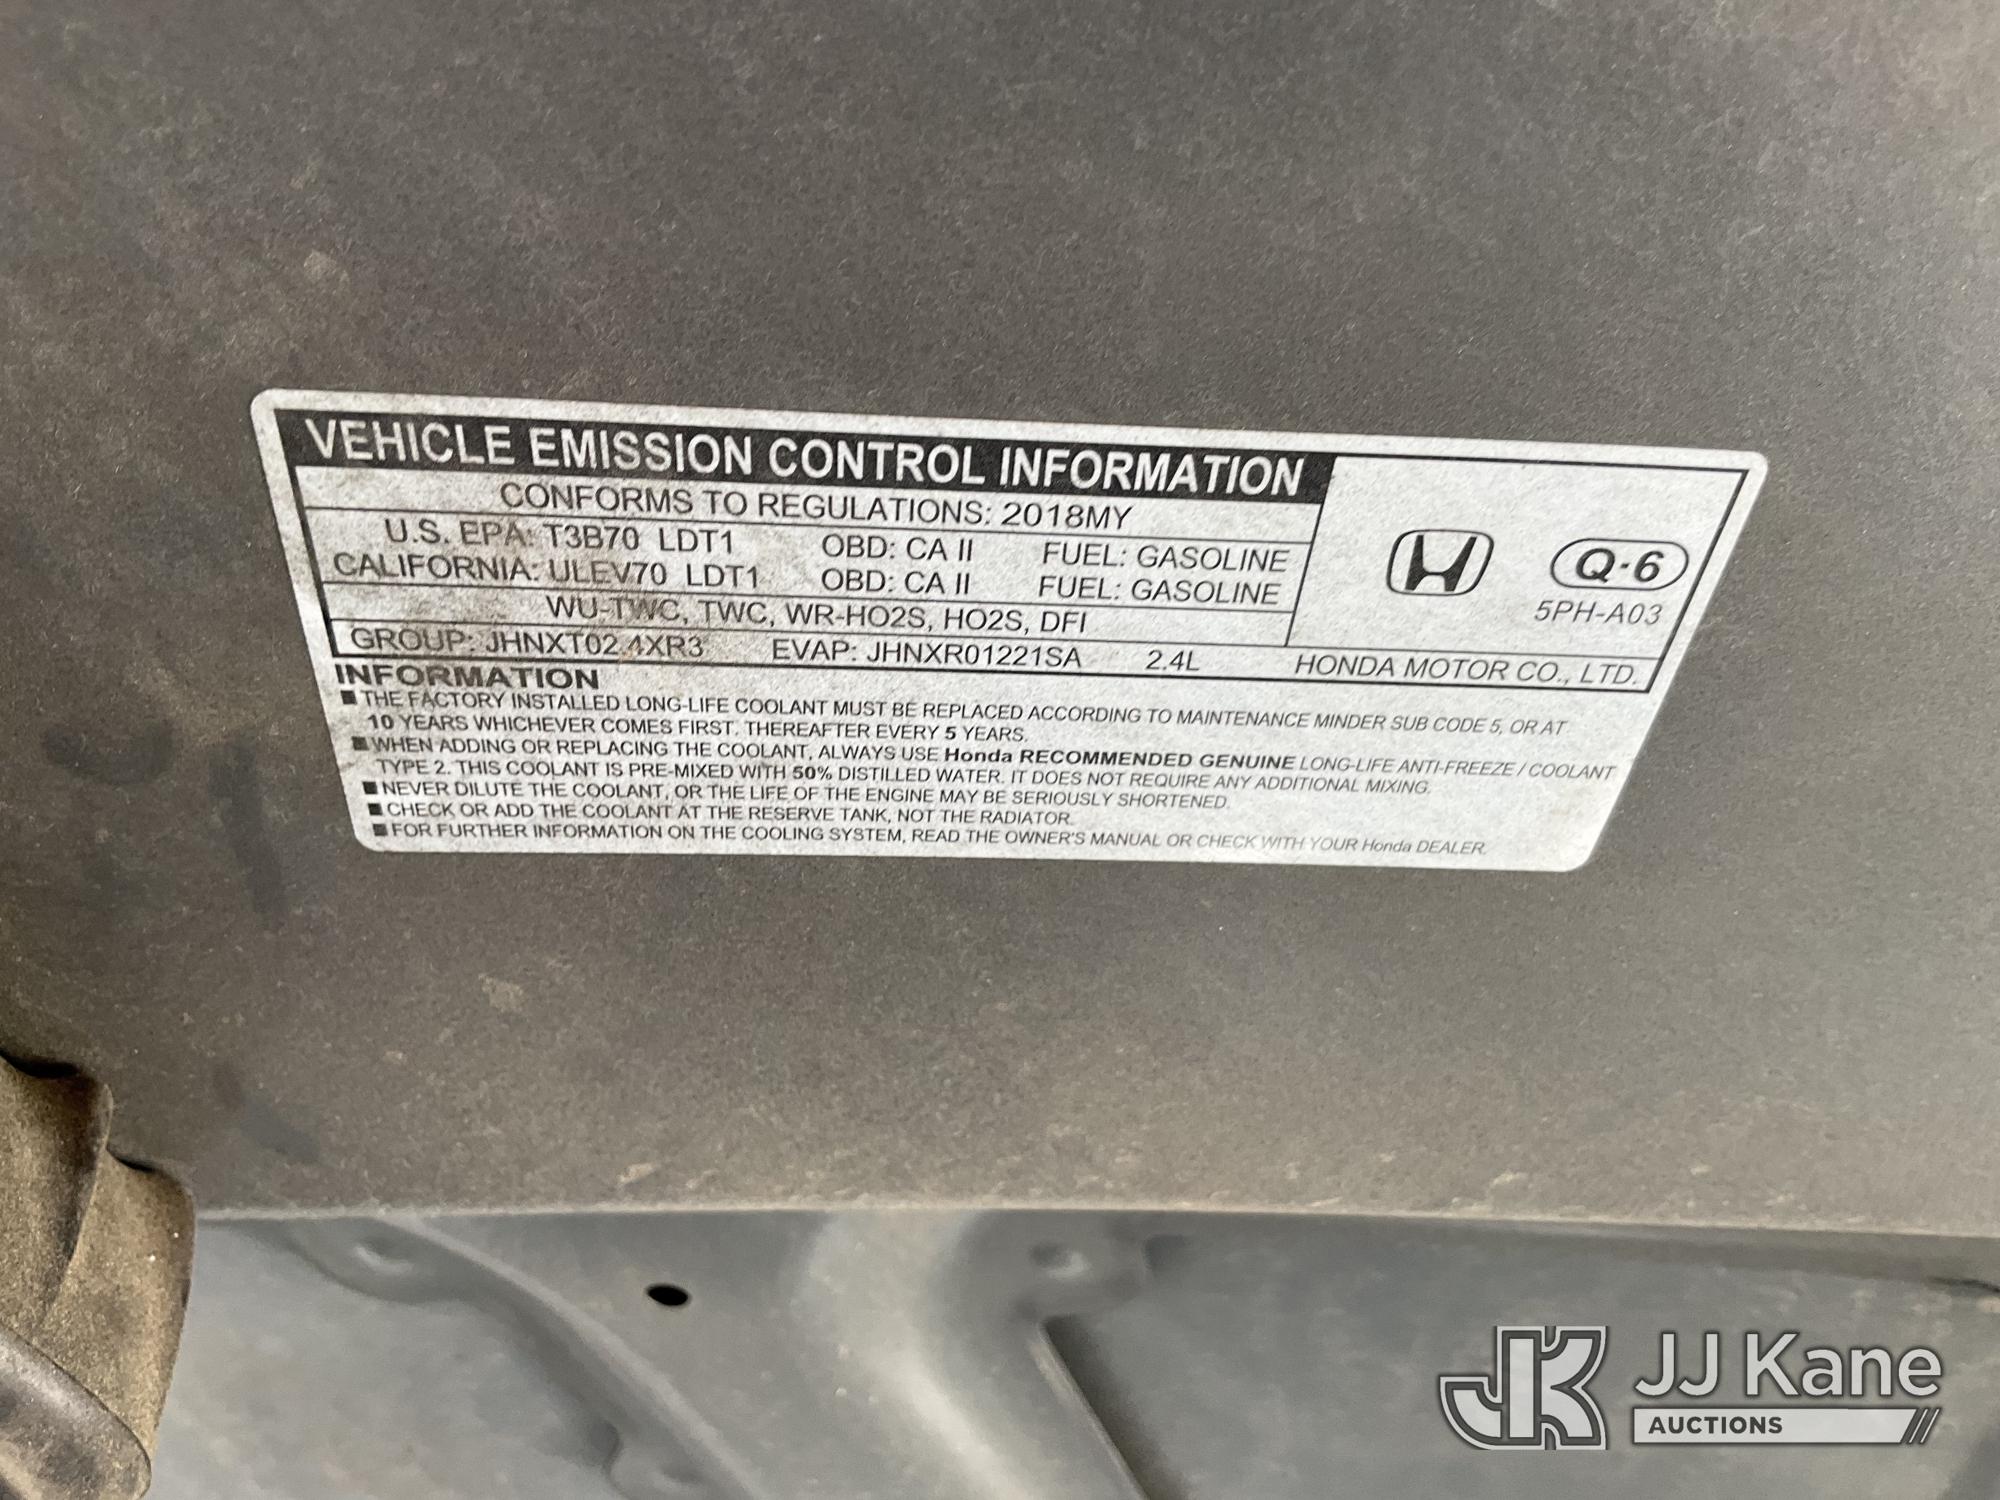 VEHICLE EMISSION CONTROL INFORMATION
CONFORMS TO REGULATIONS: 2018MY
U.S. EPA: T3B70 LDT1 OBD: CA II FUEL: GASOLINE
CALIFORNIA: ULEV70 LDT1 OBD: CA II FUEL: GASOLINE
WU-TWC, TWC, WR-HO2S, HO2S, DFI
Q-6
5PH-A03
GROUP: JHNXT02.4XR3 EVAP: JHNXR01221SA 2.4L HONDA MOTOR CO., LTD.
INFORMATION
■ THE FACTORY INSTALLED LONG-LIFE COOLANT MUST BE REPLACED ACCORDING TO MAINTENANCE MINDER SUB CODE 5, OR AT
10 YEARS WHICHEVER COMES FIRST. THEREAFTER EVERY 5 YEARS.
■ WHEN ADDING OR REPLACING THE COOLANT, ALWAYS USE Honda RECOMMENDED GENUINE LONG-LIFE ANTI-FREEZE / COOLANT
TYPE 2. THIS COOLANT IS PRE-MIXED WITH 50% DISTILLED WATER. IT DOES NOT REQUIRE ANY ADDITIONAL MIXING.
■ NEVER DILUTE THE COOLANT, OR THE LIFE OF THE ENGINE MAY BE SERIOUSLY SHORTENED.
■ CHECK OR ADD THE COOLANT AT THE RESERVE TANK, NOT THE RADIATOR.
■ FOR FURTHER INFORMATION ON THE COOLING SYSTEM, READ THE OWNER'S MANUAL OR CHECK WITH YOUR Honda DEALER.
JK JJ Kane
AUCTIONS